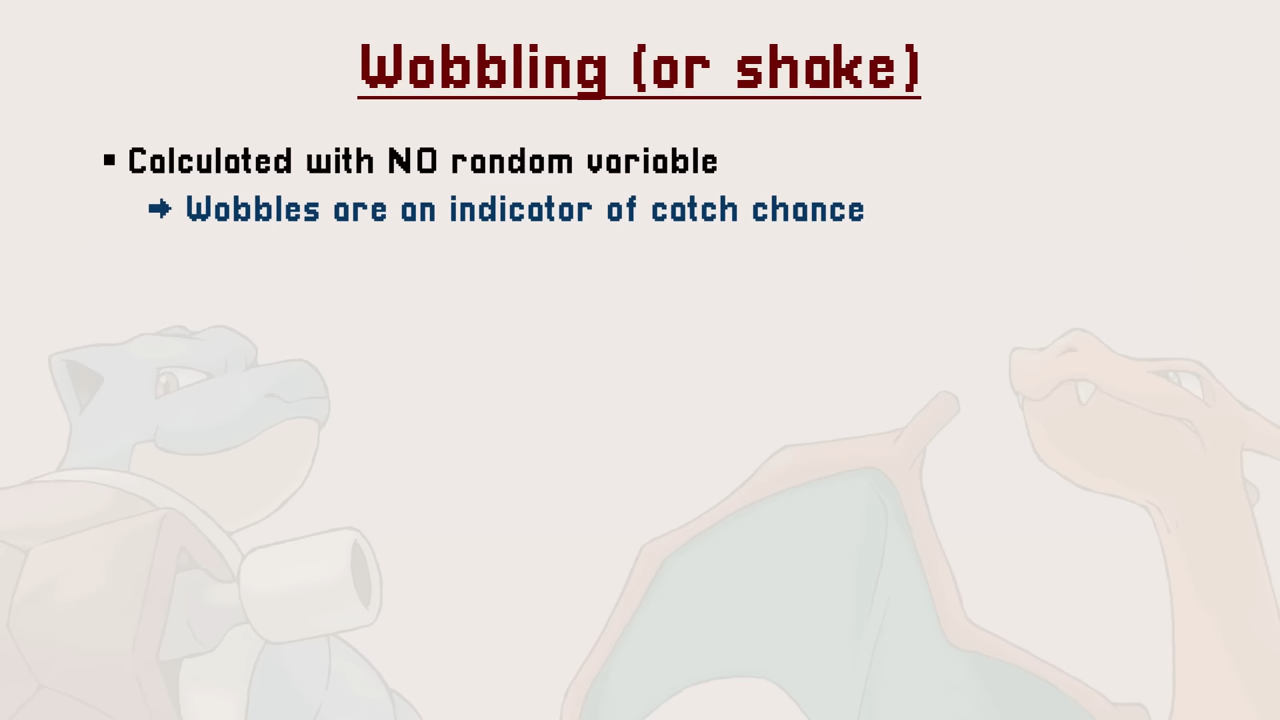 Wobbling (or shake)
▪ Calculated with NO random variable
➡ Wobbles are an indicator of catch chance